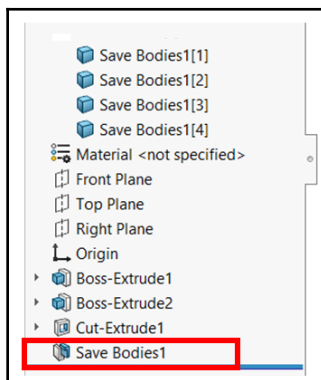 Save Bodies1[1]
Save Bodies1[2]
Save Bodies1[3]
Save Bodies1[4]
Material <not specified>
Front Plane
Top Plane
Right Plane
Origin
Boss-Extrude1
Boss-Extrude2
Cut-Extrude1
Save Bodies1